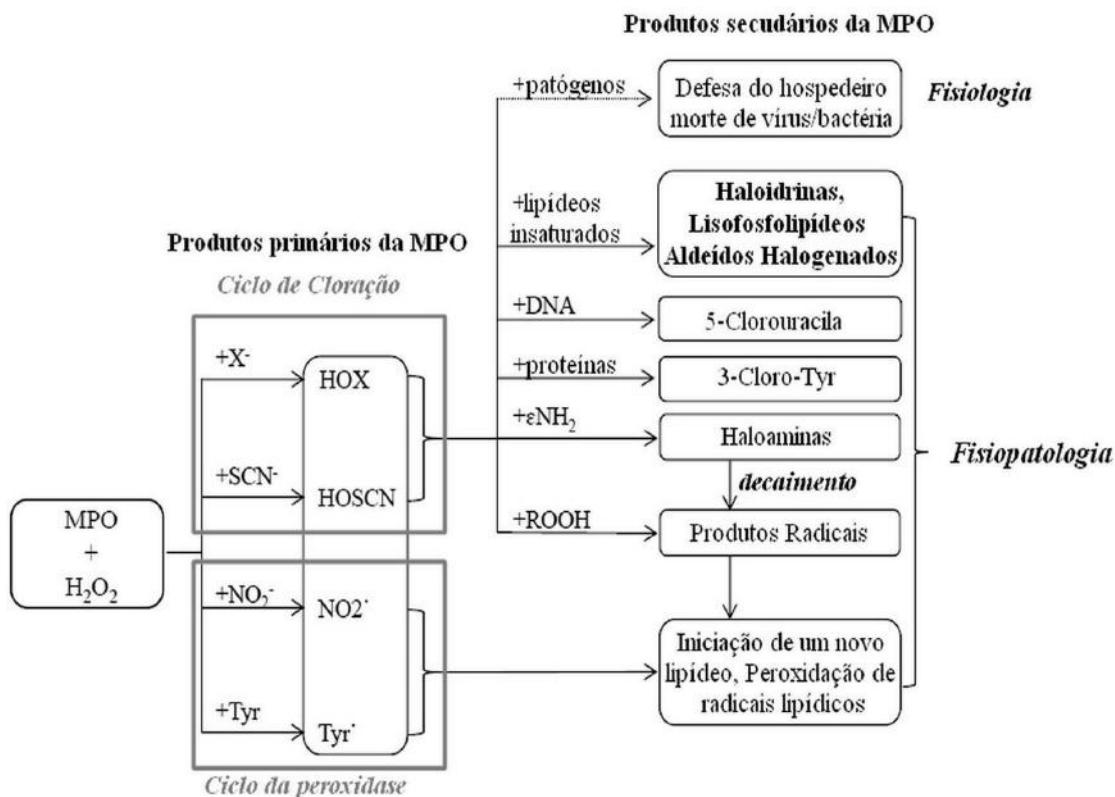 Produtos secudários da MPO
+patógenos
Defesa do hospedeiro
morte de vírus/bactéria
Fisiologia
+lipídeos
insaturados
Haloidrinas,
Lisofosfolipídeos
Aldeídos Halogenados
Produtos primários da MPO
Ciclo de Cloração
+DNA
5-Clorouracila
+X⁻
HOX
+proteínas
3-Cloro-Tyr
+εNH₂
Haloaminas
Fisiopatologia
decaimento
+SCN⁻
HOSCN
+ROOH
Produtos Radicais
MPO
+
H₂O₂
+NO₂⁻
NO2˙
Iniciação de um novo
lipídeo, Peroxidação de
radicais lipídicos
+Tyr
Tyr˙
Ciclo da peroxidase